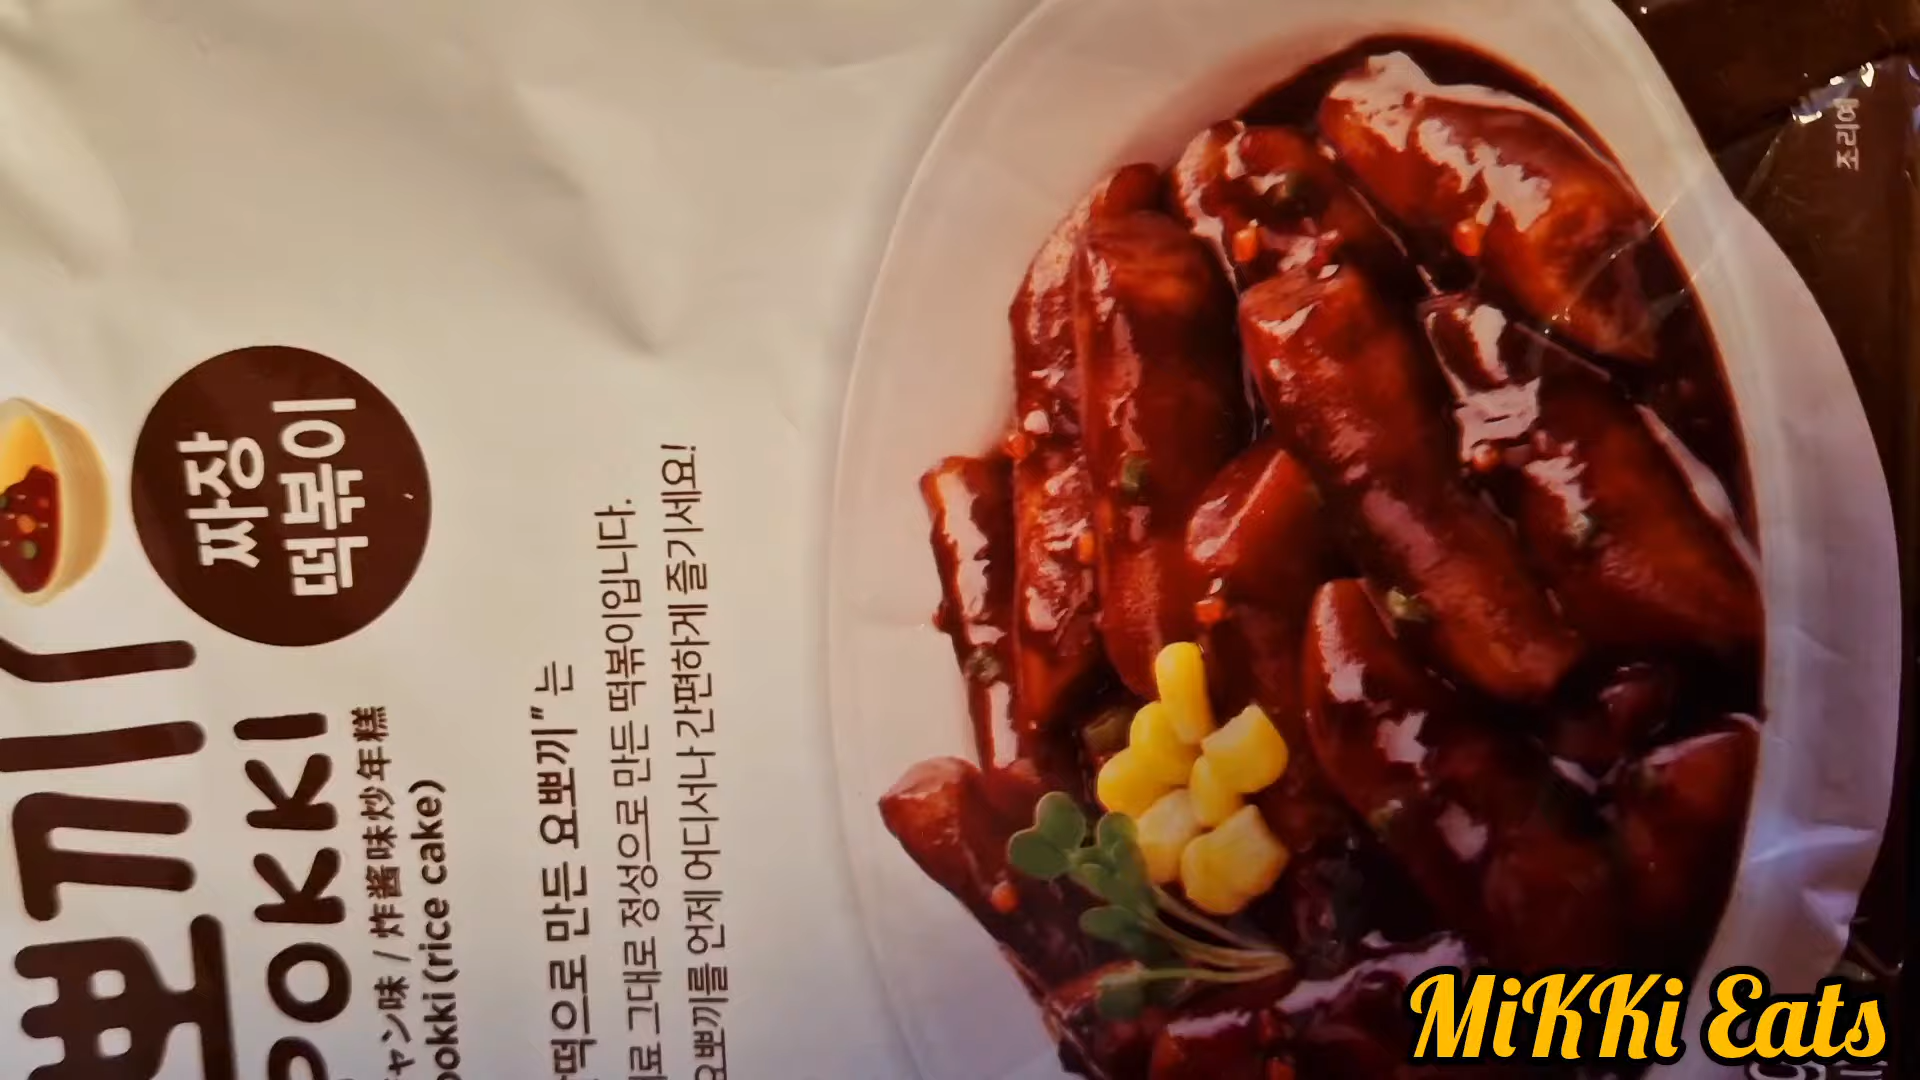 짜장
떡볶이
뽀끼
POKKI
ャン味 / 炸酱味炒年糕
(rice cake)
떡으로 만든 요뽀끼"는
그대로 정성으로 만든 떡볶이입니다.
요뽀끼를 언제 어디서나 간편하게 즐기세요!
조리예
MiKKi Eats